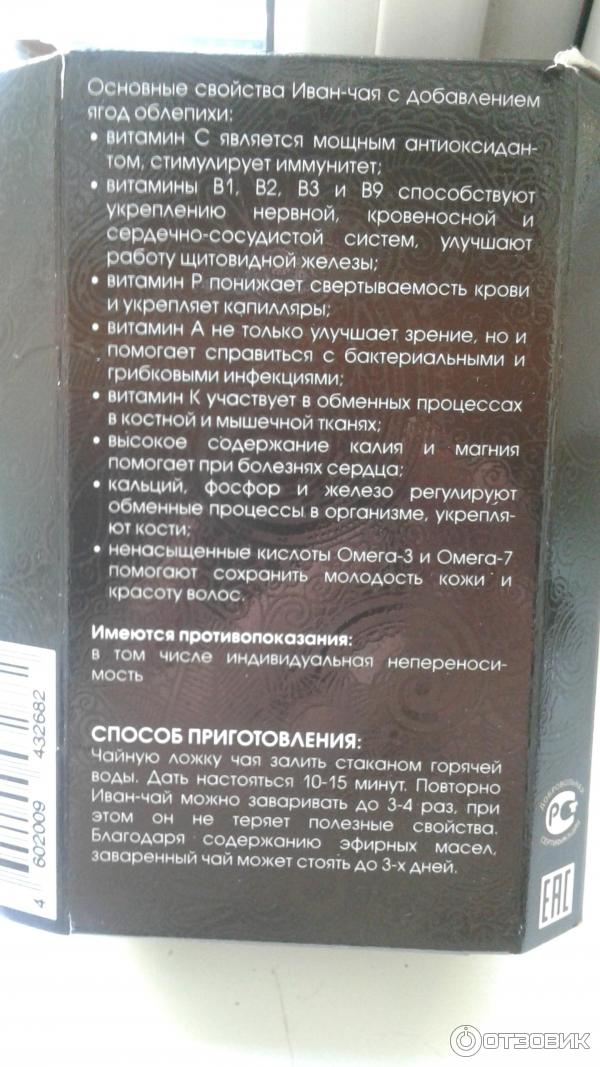 Основные свойства Иван-чая с добавлением
ягод облепихи:
• витамин С является мощным антиоксидан-
том, стимулирует иммунитет;
• витамины В1, В2, В3 и В9 способствуют
укреплению нервной, кровеносной и
сердечно-сосудистой систем, улучшают
работу щитовидной железы;
• витамин Р понижает свертываемость крови
и укрепляет капилляры;
• витамин А не только улучшает зрение, но и
помогает справиться с бактериальными и
грибковыми инфекциями;
• витамин К участвует в обменных процессах
в костной и мышечной тканях;
• высокое содержание калия и магния
помогает при болезнях сердца;
• кальций, фосфор и железо регулируют
обменные процессы в организме, укрепля-
ют кости;
• ненасыщенные кислоты Омега-3 и Омега-7
помогают сохранить молодость кожи и
красоту волос.
Имеются противопоказания:
в том числе индивидуальная непереноси-
мость
СПОСОБ ПРИГОТОВЛЕНИЯ:
Чайную ложку чая залить стаканом горячей
воды. Дать настояться 10-15 минут. Повторно
Иван-чай можно заваривать до 3-4 раз, при
этом он не теряет полезные свойства.
Благодаря содержанию эфирных масел,
заваренный чай может стоять до 3-х дней.
4 602009 432682
ДОБРОВОЛЬНАЯ
РСТ
СЕРТИФИКАЦИЯ
ЕАС
ОТЗОВИК